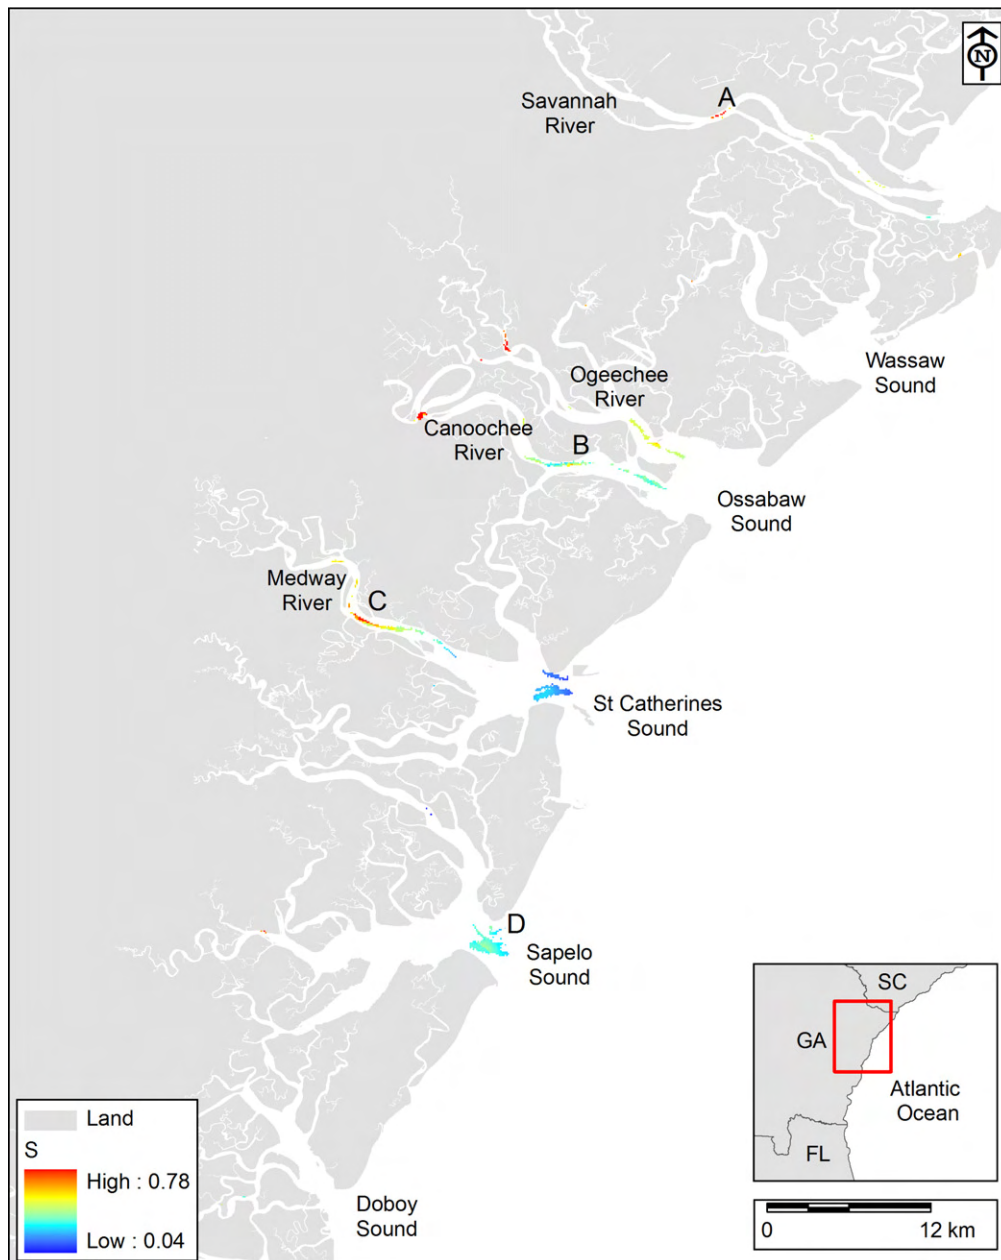 N
A
Savannah
River
Wassaw
Sound
Ogeechee
River
Canoochee
River
B
Ossabaw
Sound
Medway
River
C
St Catherines
Sound
D
Sapelo
Sound
SC
GA
Atlantic
Ocean
FL
Land
S
High : 0.78
Low : 0.04
Doboy
Sound
0 12 km